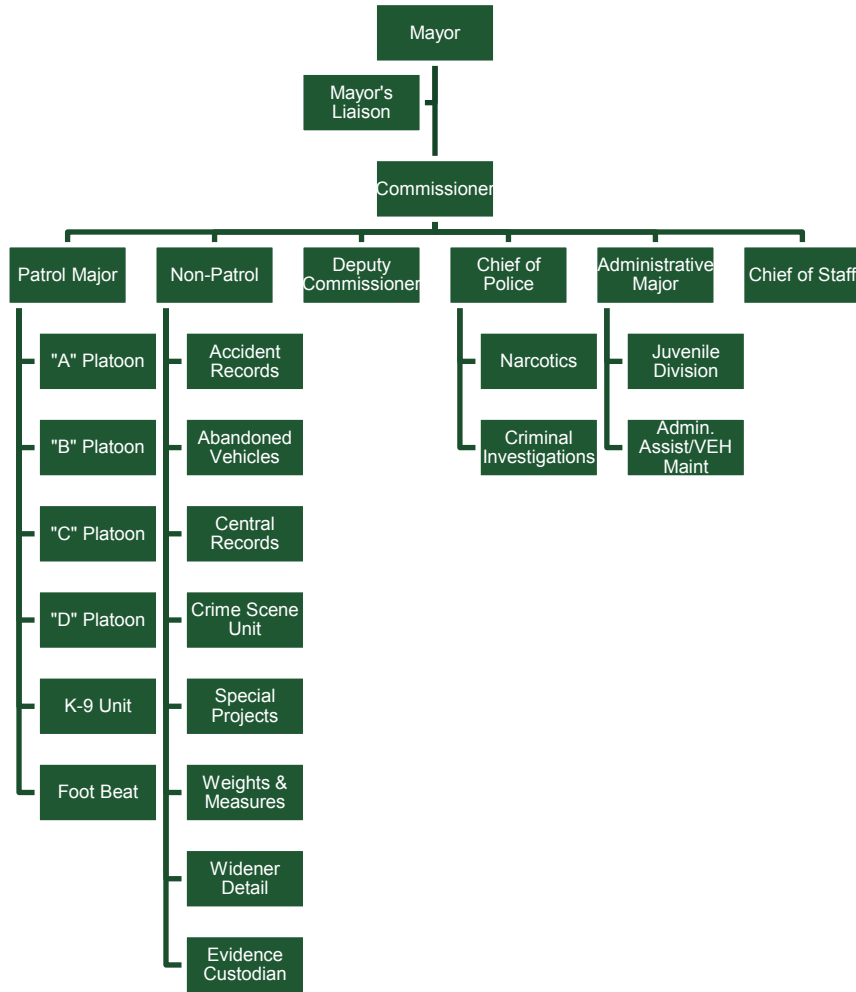 Mayor
Mayor's
Liaison
Commissioner
Patrol Major
Non-Patrol
Deputy
Commissioner
Chief of
Police
Administrative
Major
Chief of Staff
"A" Platoon
"B" Platoon
"C" Platoon
"D" Platoon
K-9 Unit
Foot Beat
Accident
Records
Abandoned
Vehicles
Central
Records
Crime Scene
Unit
Special
Projects
Weights &
Measures
Widener
Detail
Evidence
Custodian
Narcotics
Criminal
Investigations
Juvenile
Division
Admin.
Assist/VEH
Maint